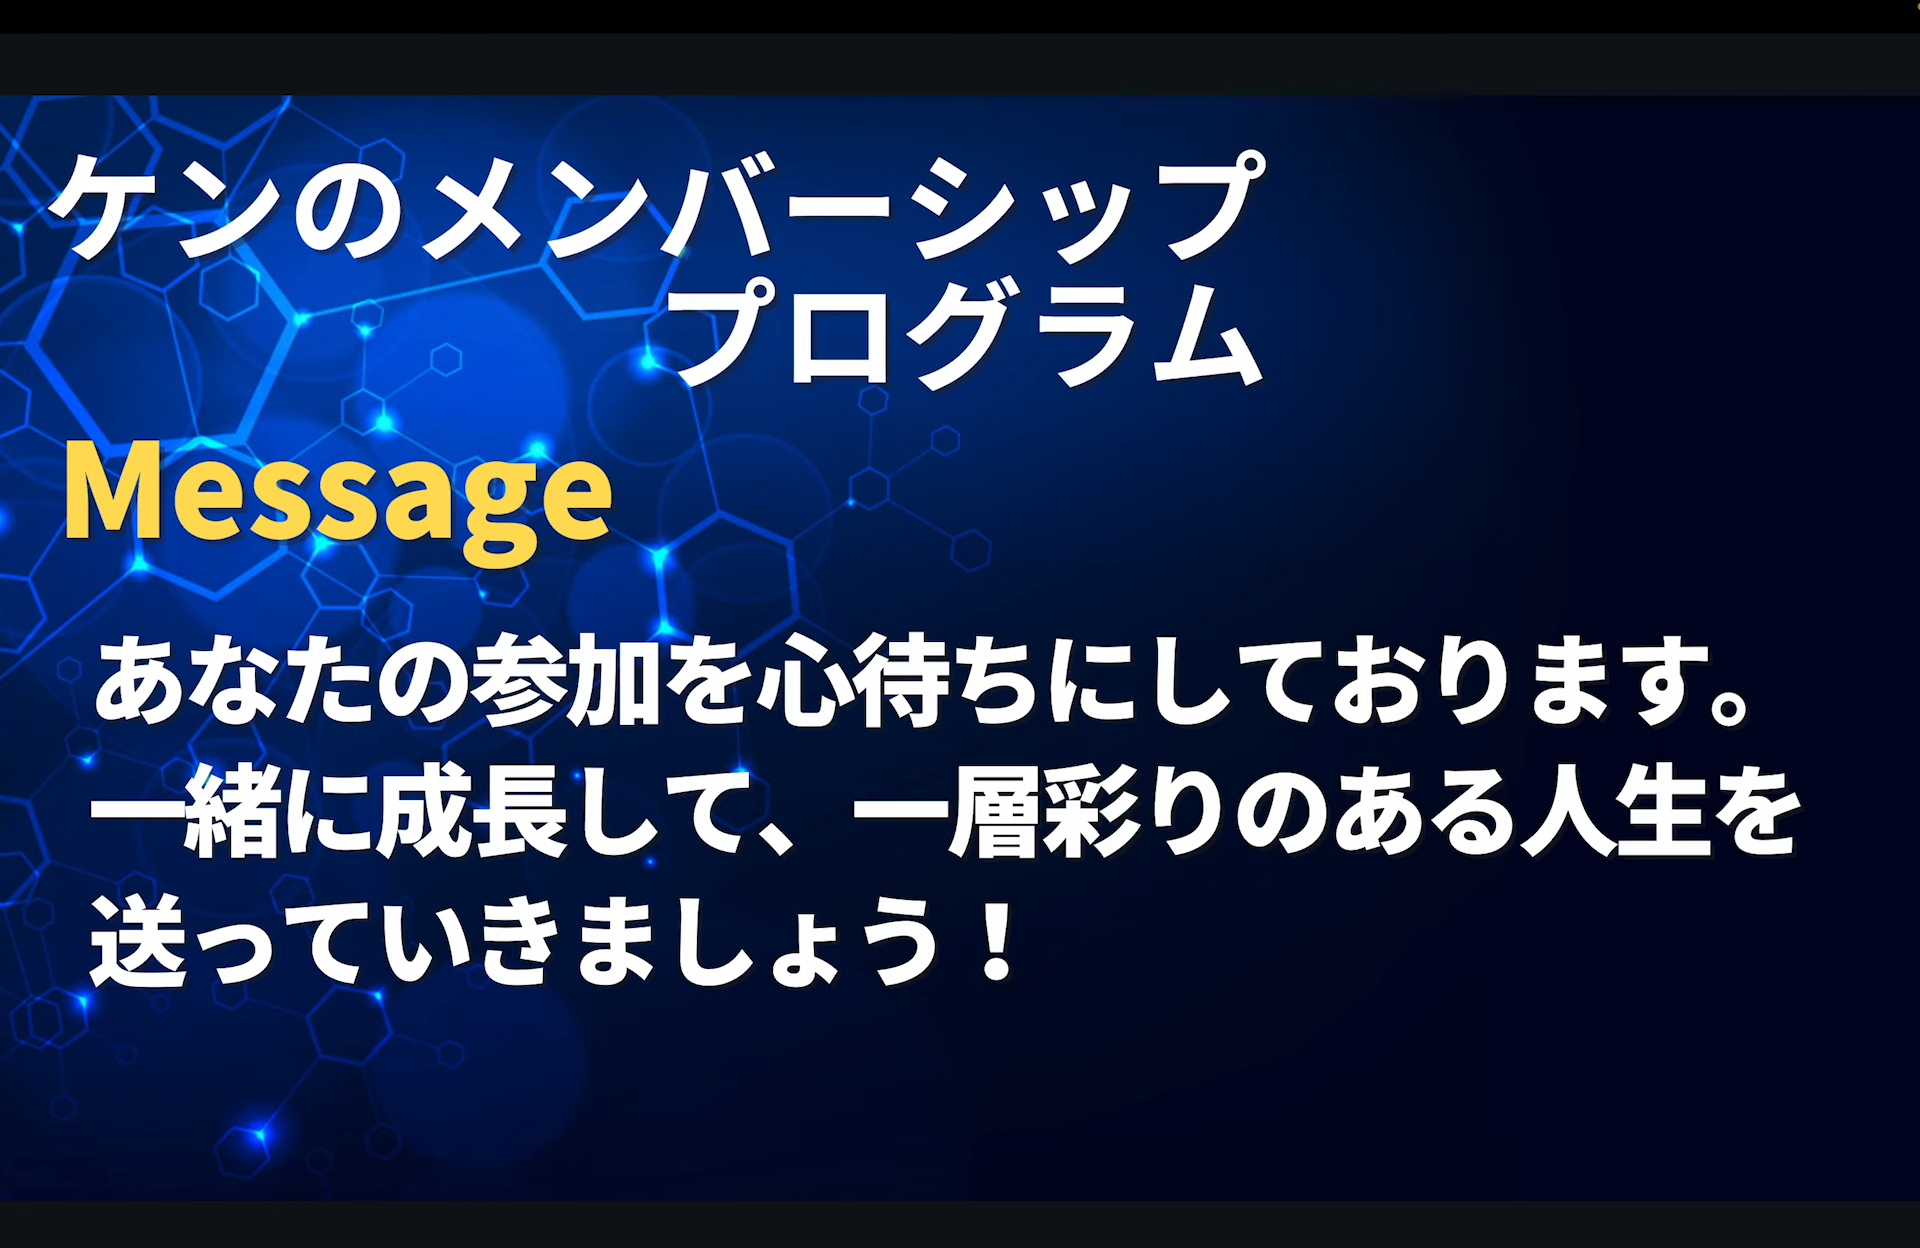 ケンのメンバーシップ
プログラム
Message
あなたの参加を心待ちにしております。
一緒に成長して、一層彩りのある人生を
送っていきましょう！